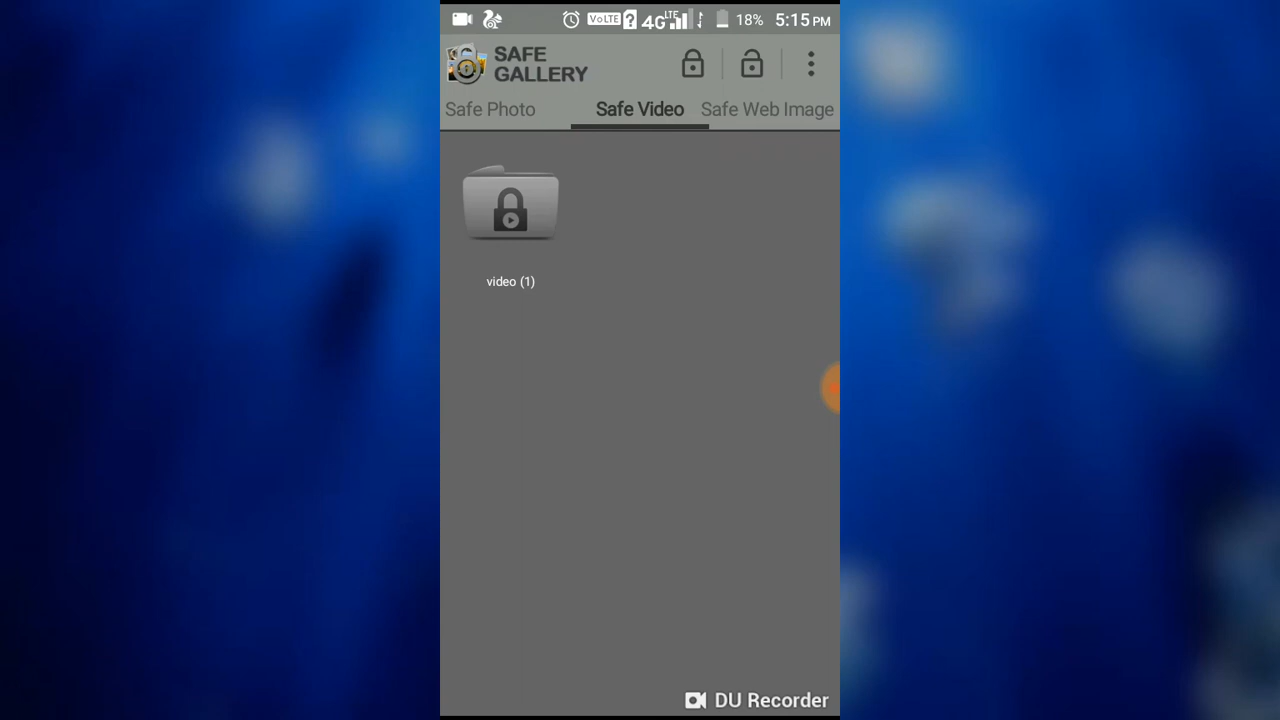 VoLTE ? 4G LTE 18% 5:15 PM
SAFE
GALLERY
Safe Photo Safe Video Safe Web Image
video (1)
DU Recorder